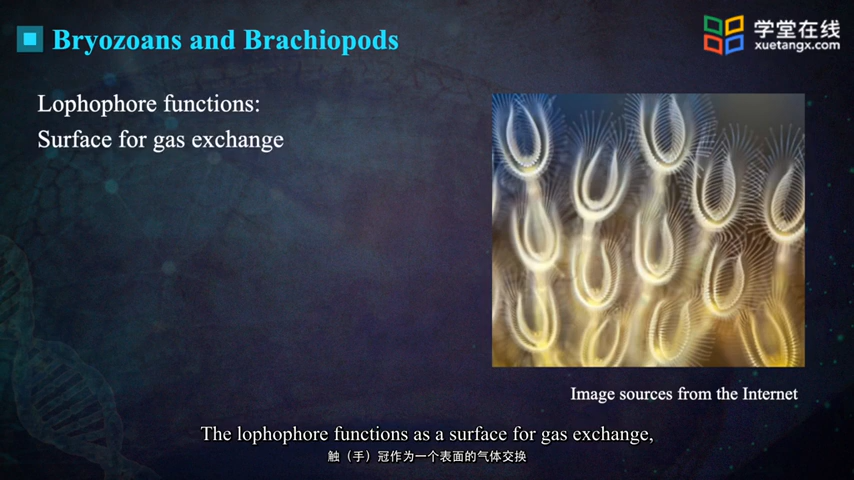 Bryozoans and Brachiopods
学堂在线
xuetangx.com
Lophophore functions:
Surface for gas exchange
Image sources from the Internet
The lophophore functions as a surface for gas exchange,
触（手）冠作为一个表面的气体交换